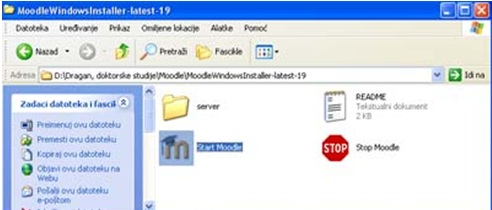 MoodleWindowsInstaller-latest-19
Datoteka Uređivanje Prikaz Omiljene lokacije Alatke Pomoć
Nazad Pretraži Fascikle
Adresa D:\Dragan, doktorske studije\Moodle\MoodleWindowsInstaller-latest-19 Idi na
Zadaci datoteka i fascikl
Preimenuj ovu datoteku
Premesti ovu datoteku
Kopiraj ovu datoteku
Objavi ovu datoteku na
Webu
Pošalji ovu datoteku
e-poštom
server
README
Tekstualni dokument
2 KB
Start Moodle
STOP
Stop Moodle